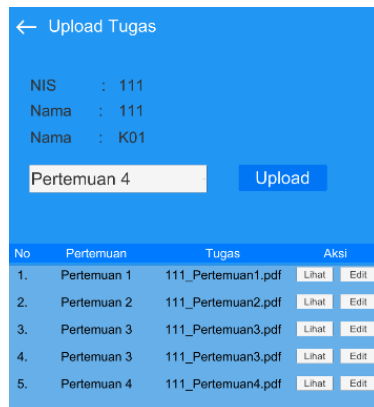 ← Upload Tugas
NIS : 111
Nama : 111
Nama : K01
Pertemuan 4
Upload
No Pertemuan Tugas Aksi
1. Pertemuan 1 111_Pertemuan1.pdf Lihat Edit
2. Pertemuan 2 111_Pertemuan2.pdf Lihat Edit
3. Pertemuan 3 111_Pertemuan3.pdf Lihat Edit
4. Pertemuan 3 111_Pertemuan3.pdf Lihat Edit
5. Pertemuan 4 111_Pertemuan4.pdf Lihat Edit